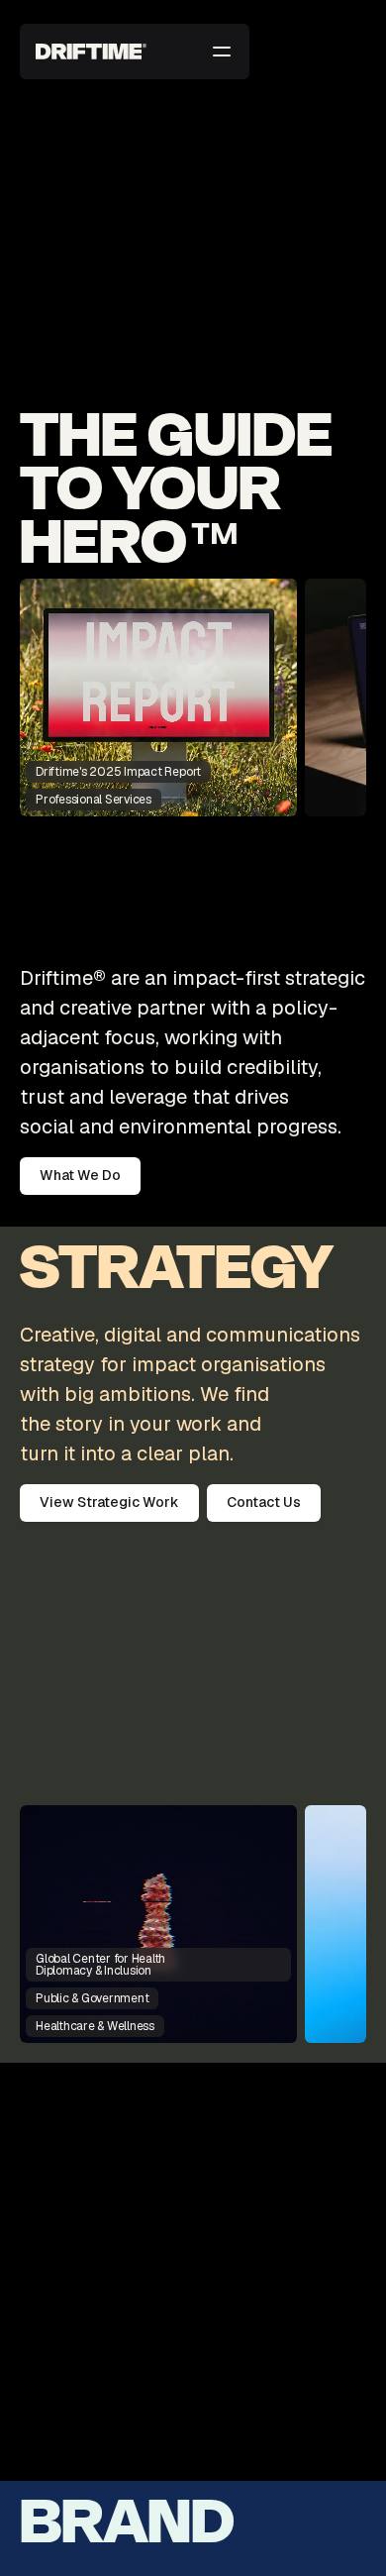 DRIFTIME®
THE GUIDE
TO YOUR
HERO™
IMPACT
REPORT
Driftime's 2025 Impact Report
Professional Services
Driftime® are an impact-first strategic
and creative partner with a policy-
adjacent focus, working with
organisations to build credibility,
trust and leverage that drives
social and environmental progress.
What We Do
STRATEGY
Creative, digital and communications
strategy for impact organisations
with big ambitions. We find
the story in your work and
turn it into a clear plan.
View Strategic Work
Contact Us
Global Center for Health
Diplomacy & Inclusion
Public & Government
Healthcare & Wellness
BRAND